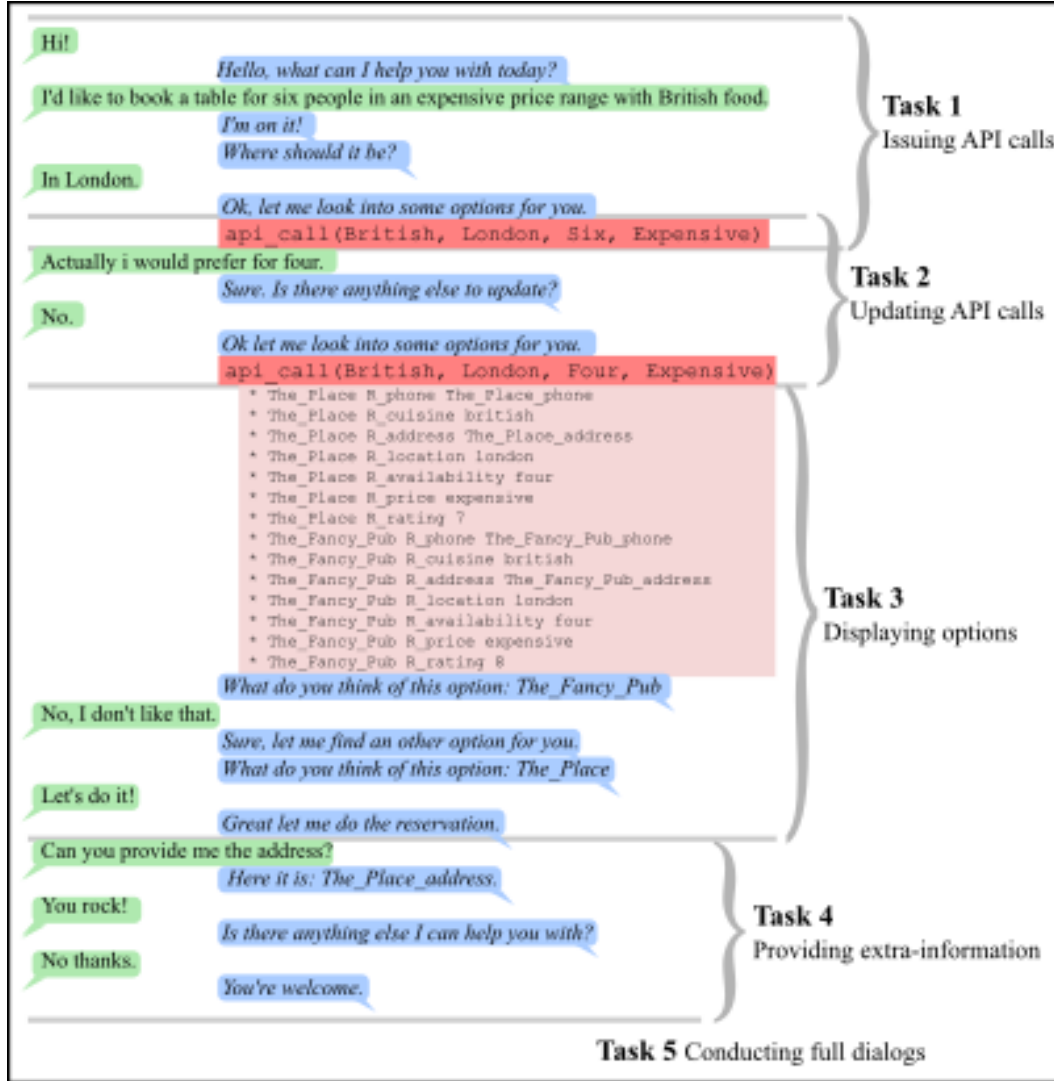 Hi!
Hello, what can I help you with today?
I'd like to book a table for six people in an expensive price range with British food.
I'm on it!
Where should it be?
In London.
Ok, let me look into some options for you.
api_call(British, London, Six, Expensive)
Task 1
Issuing API calls
Actually i would prefer for four.
Sure. Is there anything else to update?
No.
Ok let me look into some options for you.
api_call(British, London, Four, Expensive)
Task 2
Updating API calls
* The_Place R_phone The_Place_phone
* The_Place R_cuisine british
* The_Place R_address The_Place_address
* The_Place R_location london
* The_Place R_availability four
* The_Place R_price expensive
* The_Place R_rating 7
* The_Fancy_Pub R_phone The_Fancy_Pub_phone
* The_Fancy_Pub R_cuisine british
* The_Fancy_Pub R_address The_Fancy_Pub_address
* The_Fancy_Pub R_location london
* The_Fancy_Pub R_availability four
* The_Fancy_Pub R_price expensive
* The_Fancy_Pub R_rating 8
What do you think of this option: The_Fancy_Pub
No, I don't like that.
Sure, let me find an other option for you.
What do you think of this option: The_Place
Let's do it!
Great let me do the reservation.
Task 3
Displaying options
Can you provide me the address?
Here it is: The_Place_address.
You rock!
Is there anything else I can help you with?
No thanks.
You're welcome.
Task 4
Providing extra-information
Task 5 Conducting full dialogs